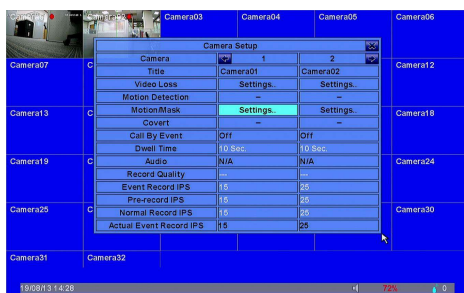 Camera03 Camera04 Camera05 Camera06
Camera Setup
Camera 1 2
Title Camera01 Camera02
Video Loss Settings.. Settings..
Motion Detection – –
Motion/Mask Settings.. Settings..
Covert – –
Call By Event Off Off
Dwell Time 10 Sec. 10 Sec.
Audio N/A N/A
Record Quality --- ---
Event Record IPS 15 25
Pre-record IPS 15 25
Normal Record IPS 15 25
Actual Event Record IPS 15 25
Camera07 C Camera12
Camera13 C Camera18
Camera19 C Camera24
Camera25 C Camera30
Camera31 Camera32
19/08/13 14:28 72% 0